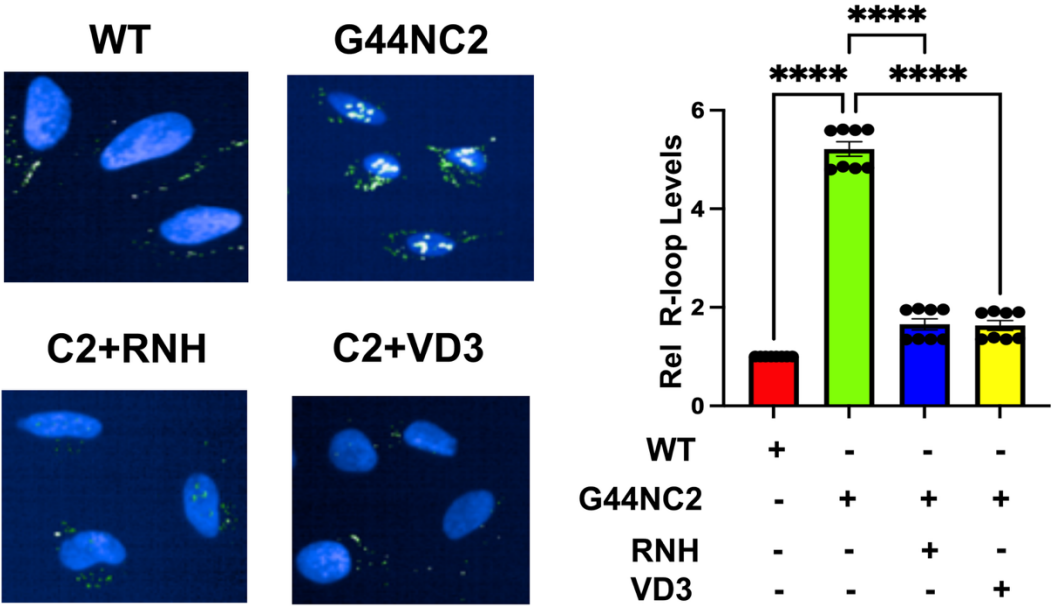 WT
G44NC2
C2+RNH
C2+VD3
****
**** ****
Rel R-loop Levels
6
4
2
0
WT + - - -
G44NC2 - + + +
RNH - - + -
VD3 - - - +